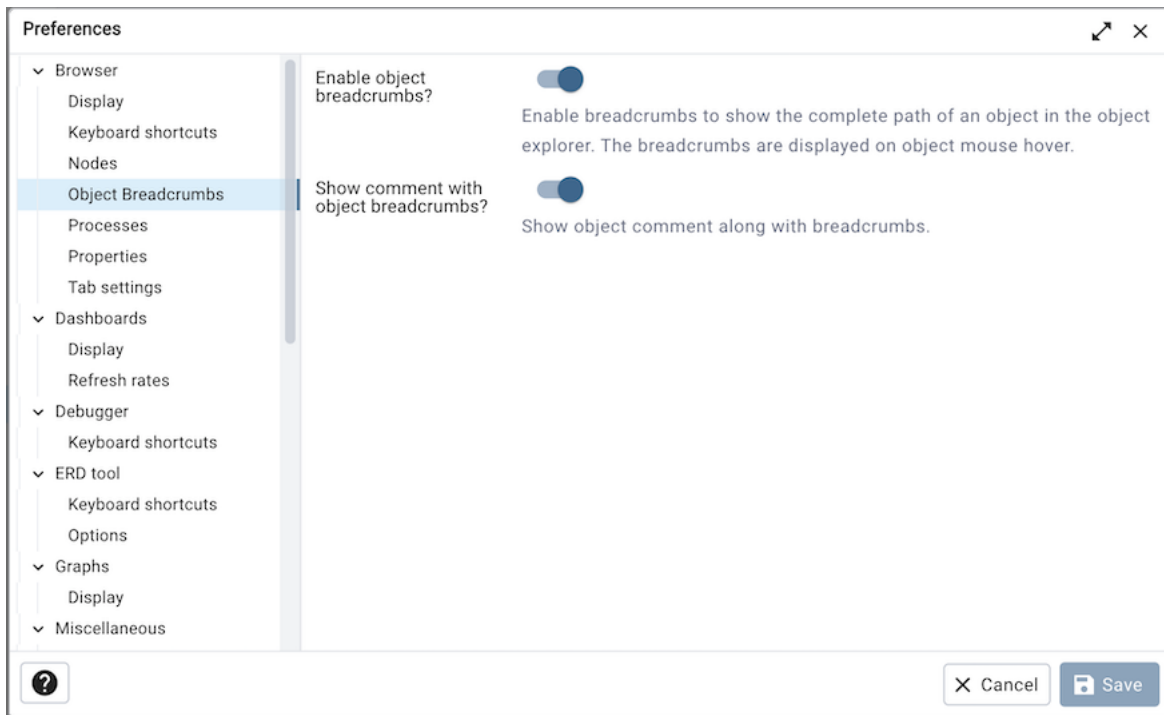 Preferences
Browser
Display
Keyboard shortcuts
Nodes
Object Breadcrumbs
Processes
Properties
Tab settings
Dashboards
Display
Refresh rates
Debugger
Keyboard shortcuts
ERD tool
Keyboard shortcuts
Options
Graphs
Display
Miscellaneous
Enable object
breadcrumbs?
Enable breadcrumbs to show the complete path of an object in the object
explorer. The breadcrumbs are displayed on object mouse hover.
Show comment with
object breadcrumbs?
Show object comment along with breadcrumbs.
Cancel
Save